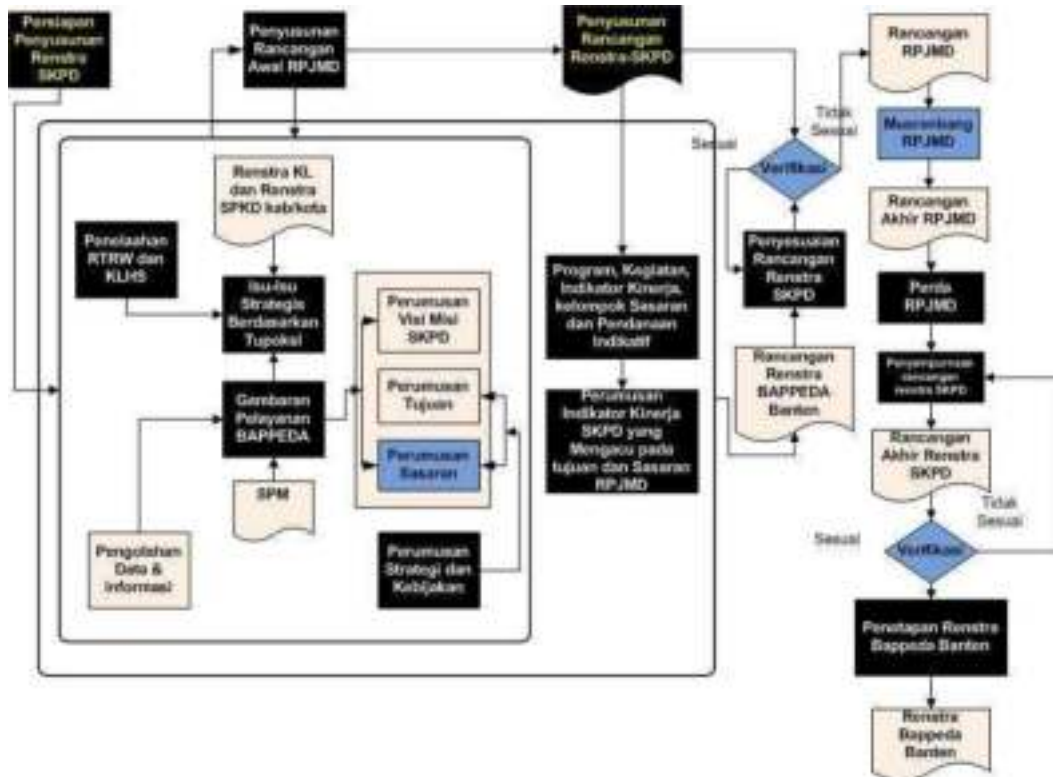 Persiapan
Penyusunan
Renstra
SKPD
Penyusunan
Rancangan
Awal RPJMD
Penyusunan
Rancangan
Renstra-SKPD
Rancangan
RPJMD
Tidak
Sesuai
Sesuai
Verifikasi
Musrenbang
RPJMD
Rancangan
Akhir RPJMD
Renstra KL
dan Renstra
SPKD kab/kota
Penelaahan
RTRW dan
KLHS
Isu-Isu
Strategis
Berdasarkan
Tupoksi
Perumusan
Visi Misi
SKPD
Program, Kegiatan,
Indikator Kinerja,
kelompok Sasaran
dan Pendanaan
Indikatif
Penyesuaian
Rancangan
Renstra
SKPD
Perda
RPJMD
Gambaran
Pelayanan
BAPPEDA
Perumusan
Tujuan
Perumusan
Sasaran
Perumusan
Indikator Kinerja
SKPD yang
Mengacu pada
tujuan dan Sasaran
RPJMD
Rancangan
Renstra
BAPPEDA
Banten
Penyempurnaan
rancangan
renstra SKPD
Rancangan
Akhir Renstra
SKPD
SPM
Pengolahan
Data &
informasi
Perumusan
Strategi dan
Kebijakan
Sesuai
Tidak
Sesuai
Verifikasi
Penetapan Renstra
Bappeda Banten
Renstra
Bappeda
Banten